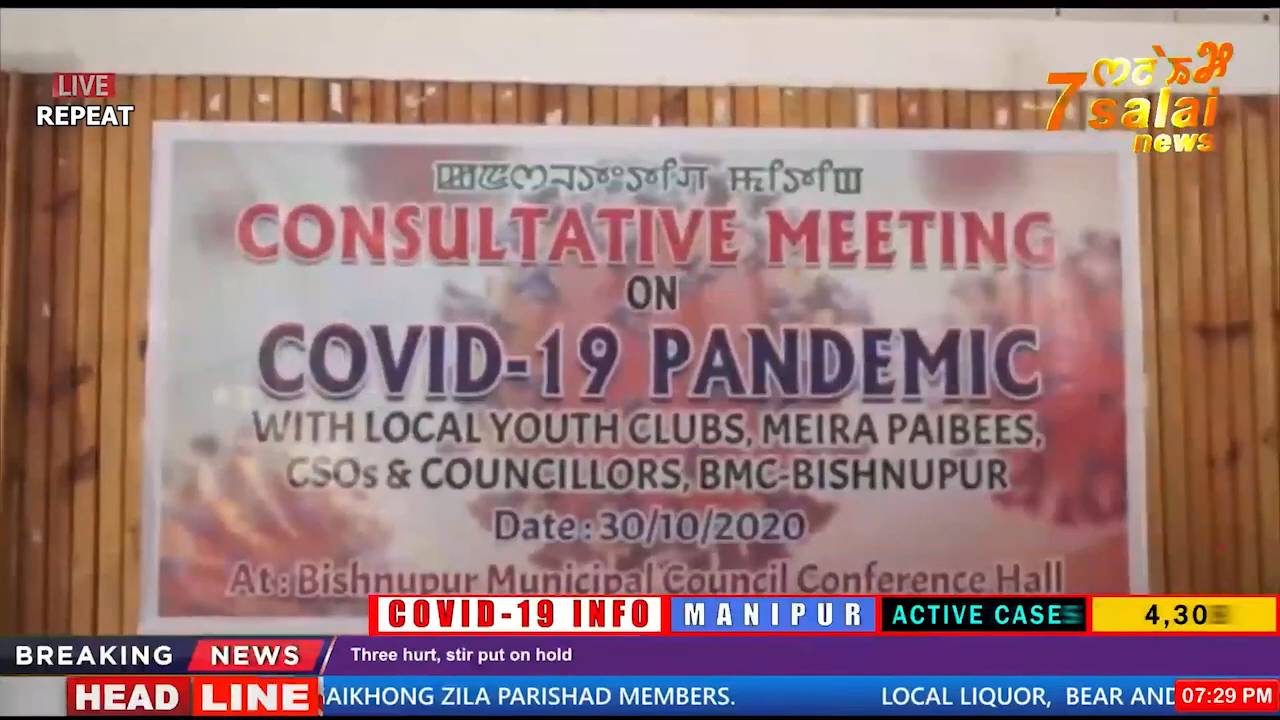 LIVE
REPEAT
7 salai
news
CONSULTATIVE MEETING
ON
COVID-19 PANDEMIC
WITH LOCAL YOUTH CLUBS, MEIRA PAIBEES,
CSOs & COUNCILLORS, BMC-BISHNUPUR
Date : 30/10/2020
At : Bishnupur Municipal Council Conference Hall
COVID-19 INFO MANIPUR ACTIVE CASES 4,30
BREAKING NEWS Three hurt, stir put on hold
HEAD LINE AIKHONG ZILA PARISHAD MEMBERS. LOCAL LIQUOR, BEAR AND 07:29 PM